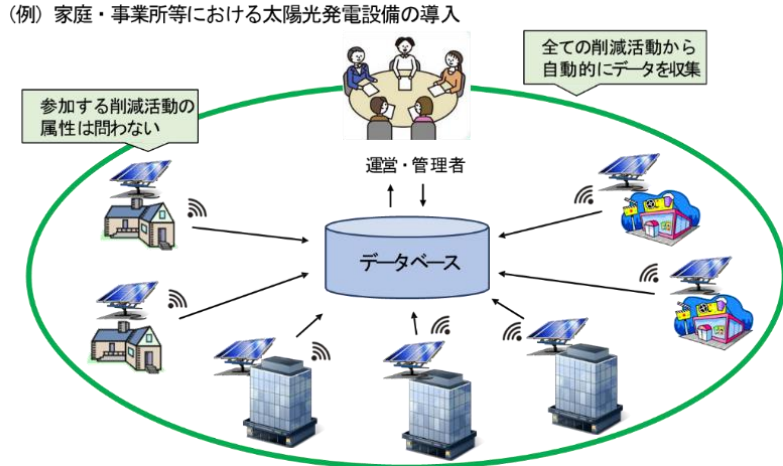 (例) 家庭・事業所等における太陽光発電設備の導入
全ての削減活動から
自動的にデータを収集
参加する削減活動の
属性は問わない
運営・管理者
データベース